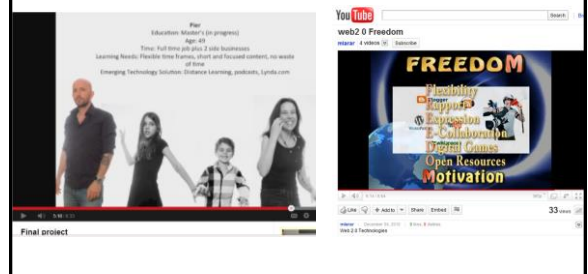 Pier
Education: Master's (in progress)
Age: 49
Time: Full time job plus 2 side businesses
Learning Needs: Flexible time frames, short and focused content, no waste
of time
Emerging Technology Solution: Distance Learning, podcasts, Lynda.com
Final project
YouTube
Search
web2 0 Freedom
4 videos
Subscribe
FREEDOM
Flexibility
Rapport
Expression
E-Collaboration
Digital Games
Open Resources
Motivation
Like
Add to
Share
Embed
33 views
Web 2.0 Technologies